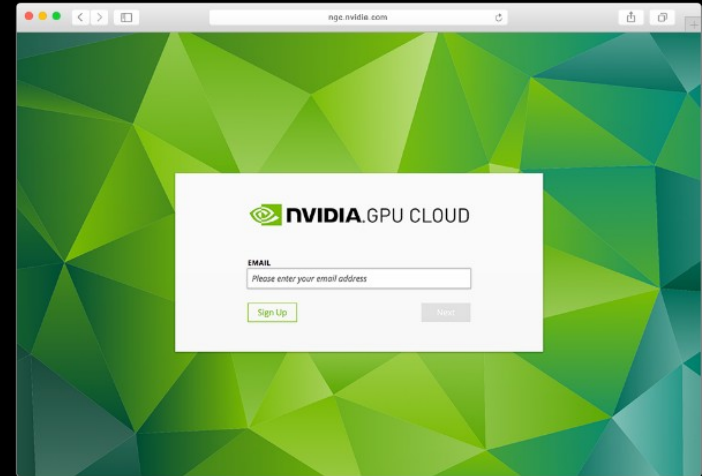 ngc.nvidia.com
NVIDIA.GPU CLOUD
EMAIL
Please enter your email address
Sign Up
Next